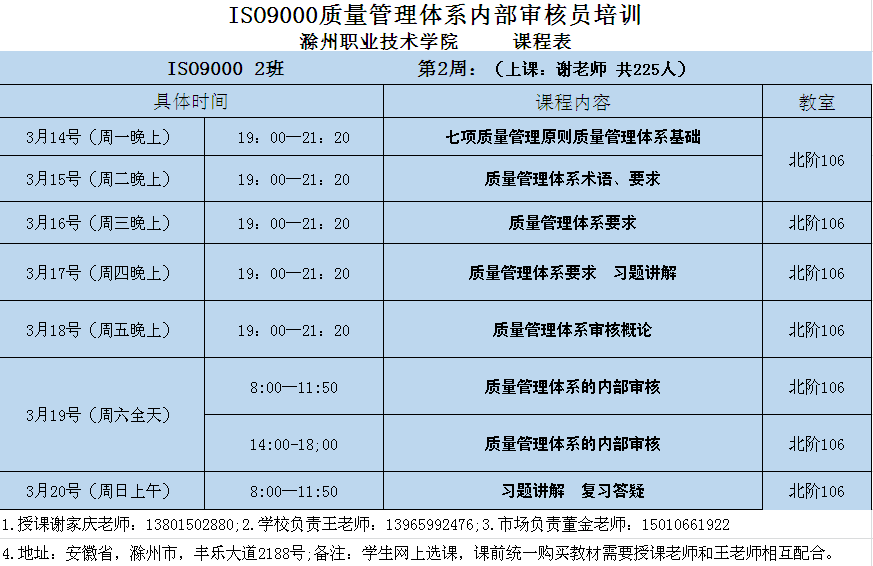 ISO9000质量管理体系内部审核员培训
滁州职业技术学院 课程表
ISO9000 2班 第2周：（上课：谢老师 共225人）
具体时间 课程内容 教室
3月14号（周一晚上） 19：00—21：20 七项质量管理原则质量管理体系基础 北阶106
3月15号（周二晚上） 19：00—21：20 质量管理体系术语、要求
3月16号（周三晚上） 19：00—21：20 质量管理体系要求 北阶106
3月17号（周四晚上） 19：00—21：20 质量管理体系要求 习题讲解 北阶106
3月18号（周五晚上） 19：00—21：20 质量管理体系审核概论 北阶106
3月19号（周六全天） 8:00—11:50 质量管理体系的内部审核 北阶106
14:00-18;00 质量管理体系的内部审核 北阶106
3月20号（周日上午） 8:00—11:50 习题讲解 复习答疑 北阶106
1.授课谢家庆老师：13801502880;2.学校负责王老师：13965992476;3.市场负责董金老师：15010661922
4.地址：安徽省，滁州市，丰乐大道2188号;备注：学生网上选课，课前统一购买教材需要授课老师和王老师相互配合。